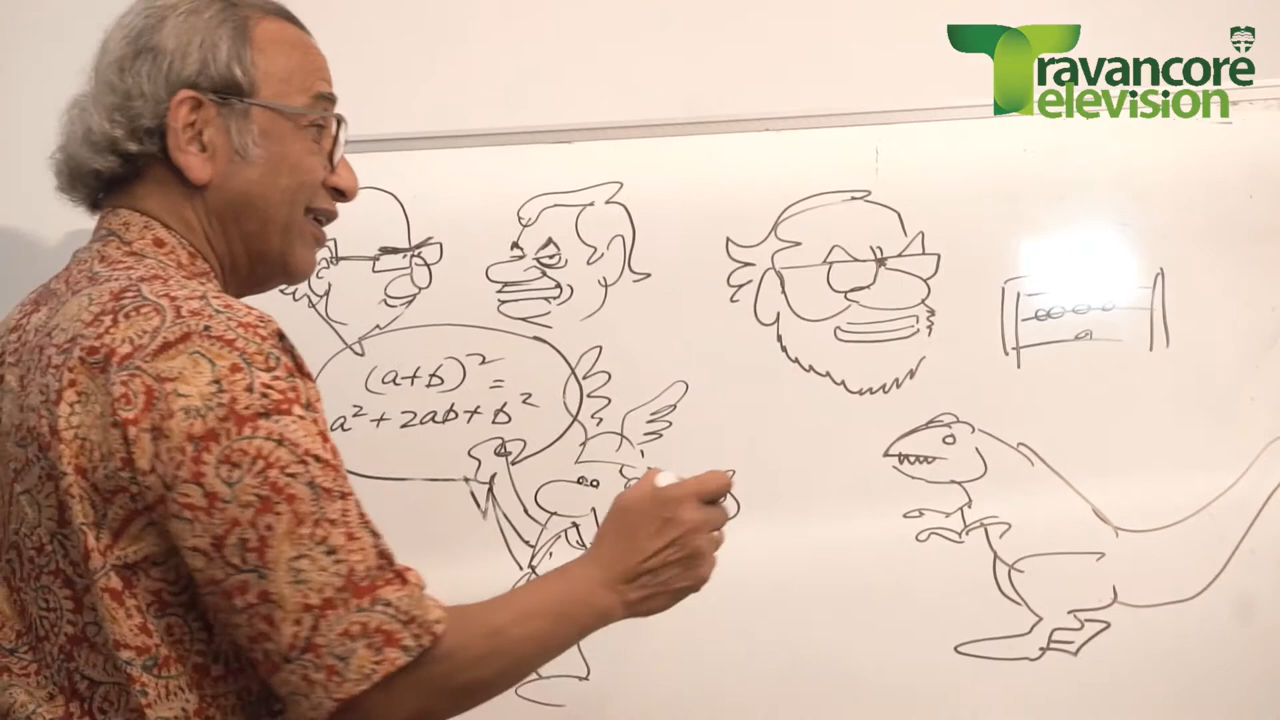 Travancore
Television
(a+b)² =
a² + 2ab + b²